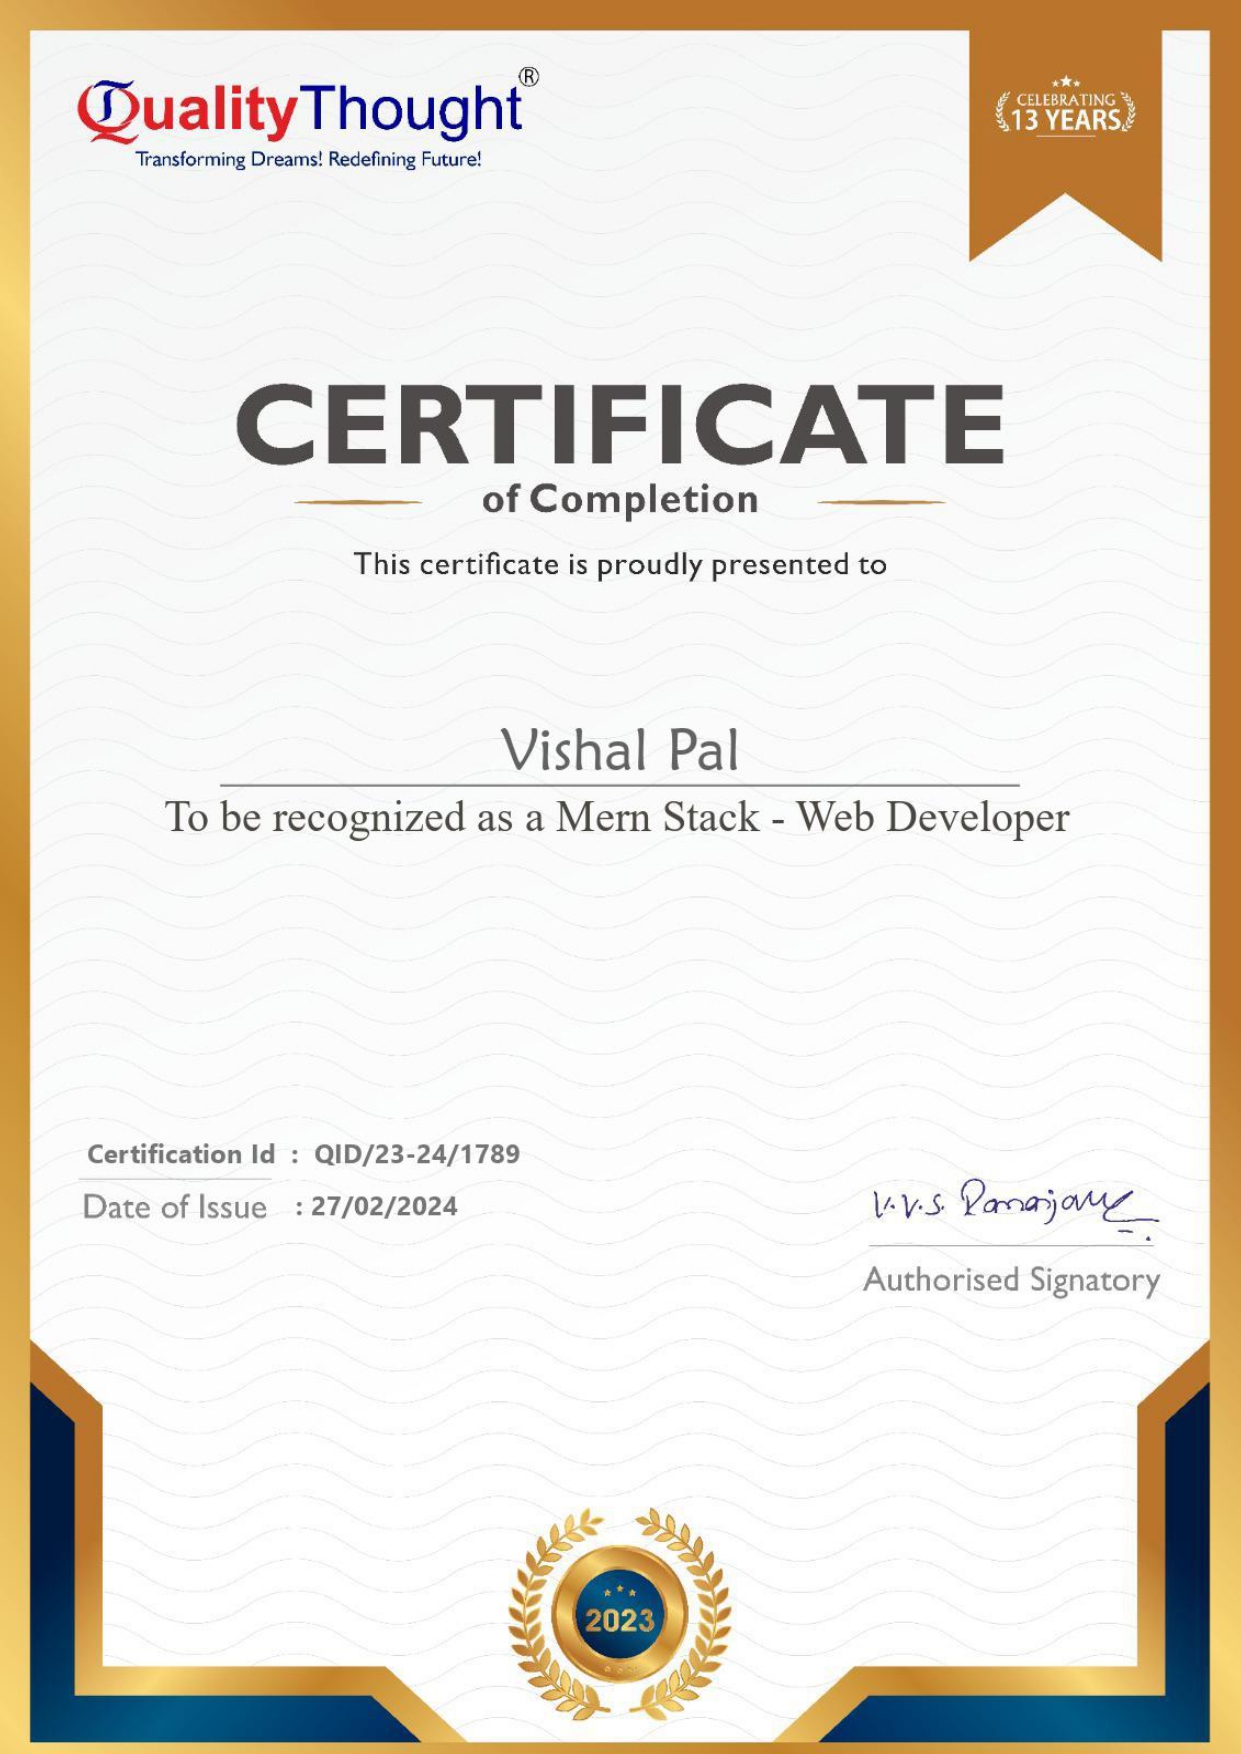 QualityThought®
Transforming Dreams! Redefining Future!
CELEBRATING
13 YEARS
CERTIFICATE
of Completion
This certificate is proudly presented to
Vishal Pal
To be recognized as a Mern Stack - Web Developer
Certification Id : QID/23-24/1789
Date of Issue : 27/02/2024
V.V.S.
Authorised Signatory
2023